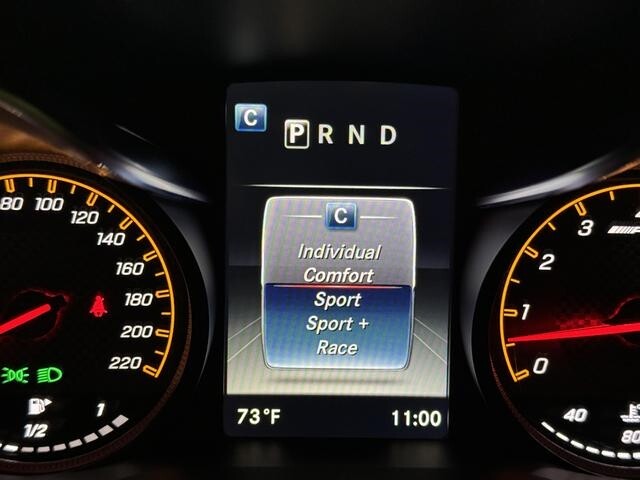 C
P R N D
C
Individual
Comfort
Sport
Sport +
Race
73°F 11:00
80
100
120
140
160
180
200
220
1/2
1
3
2
1
0
40
80